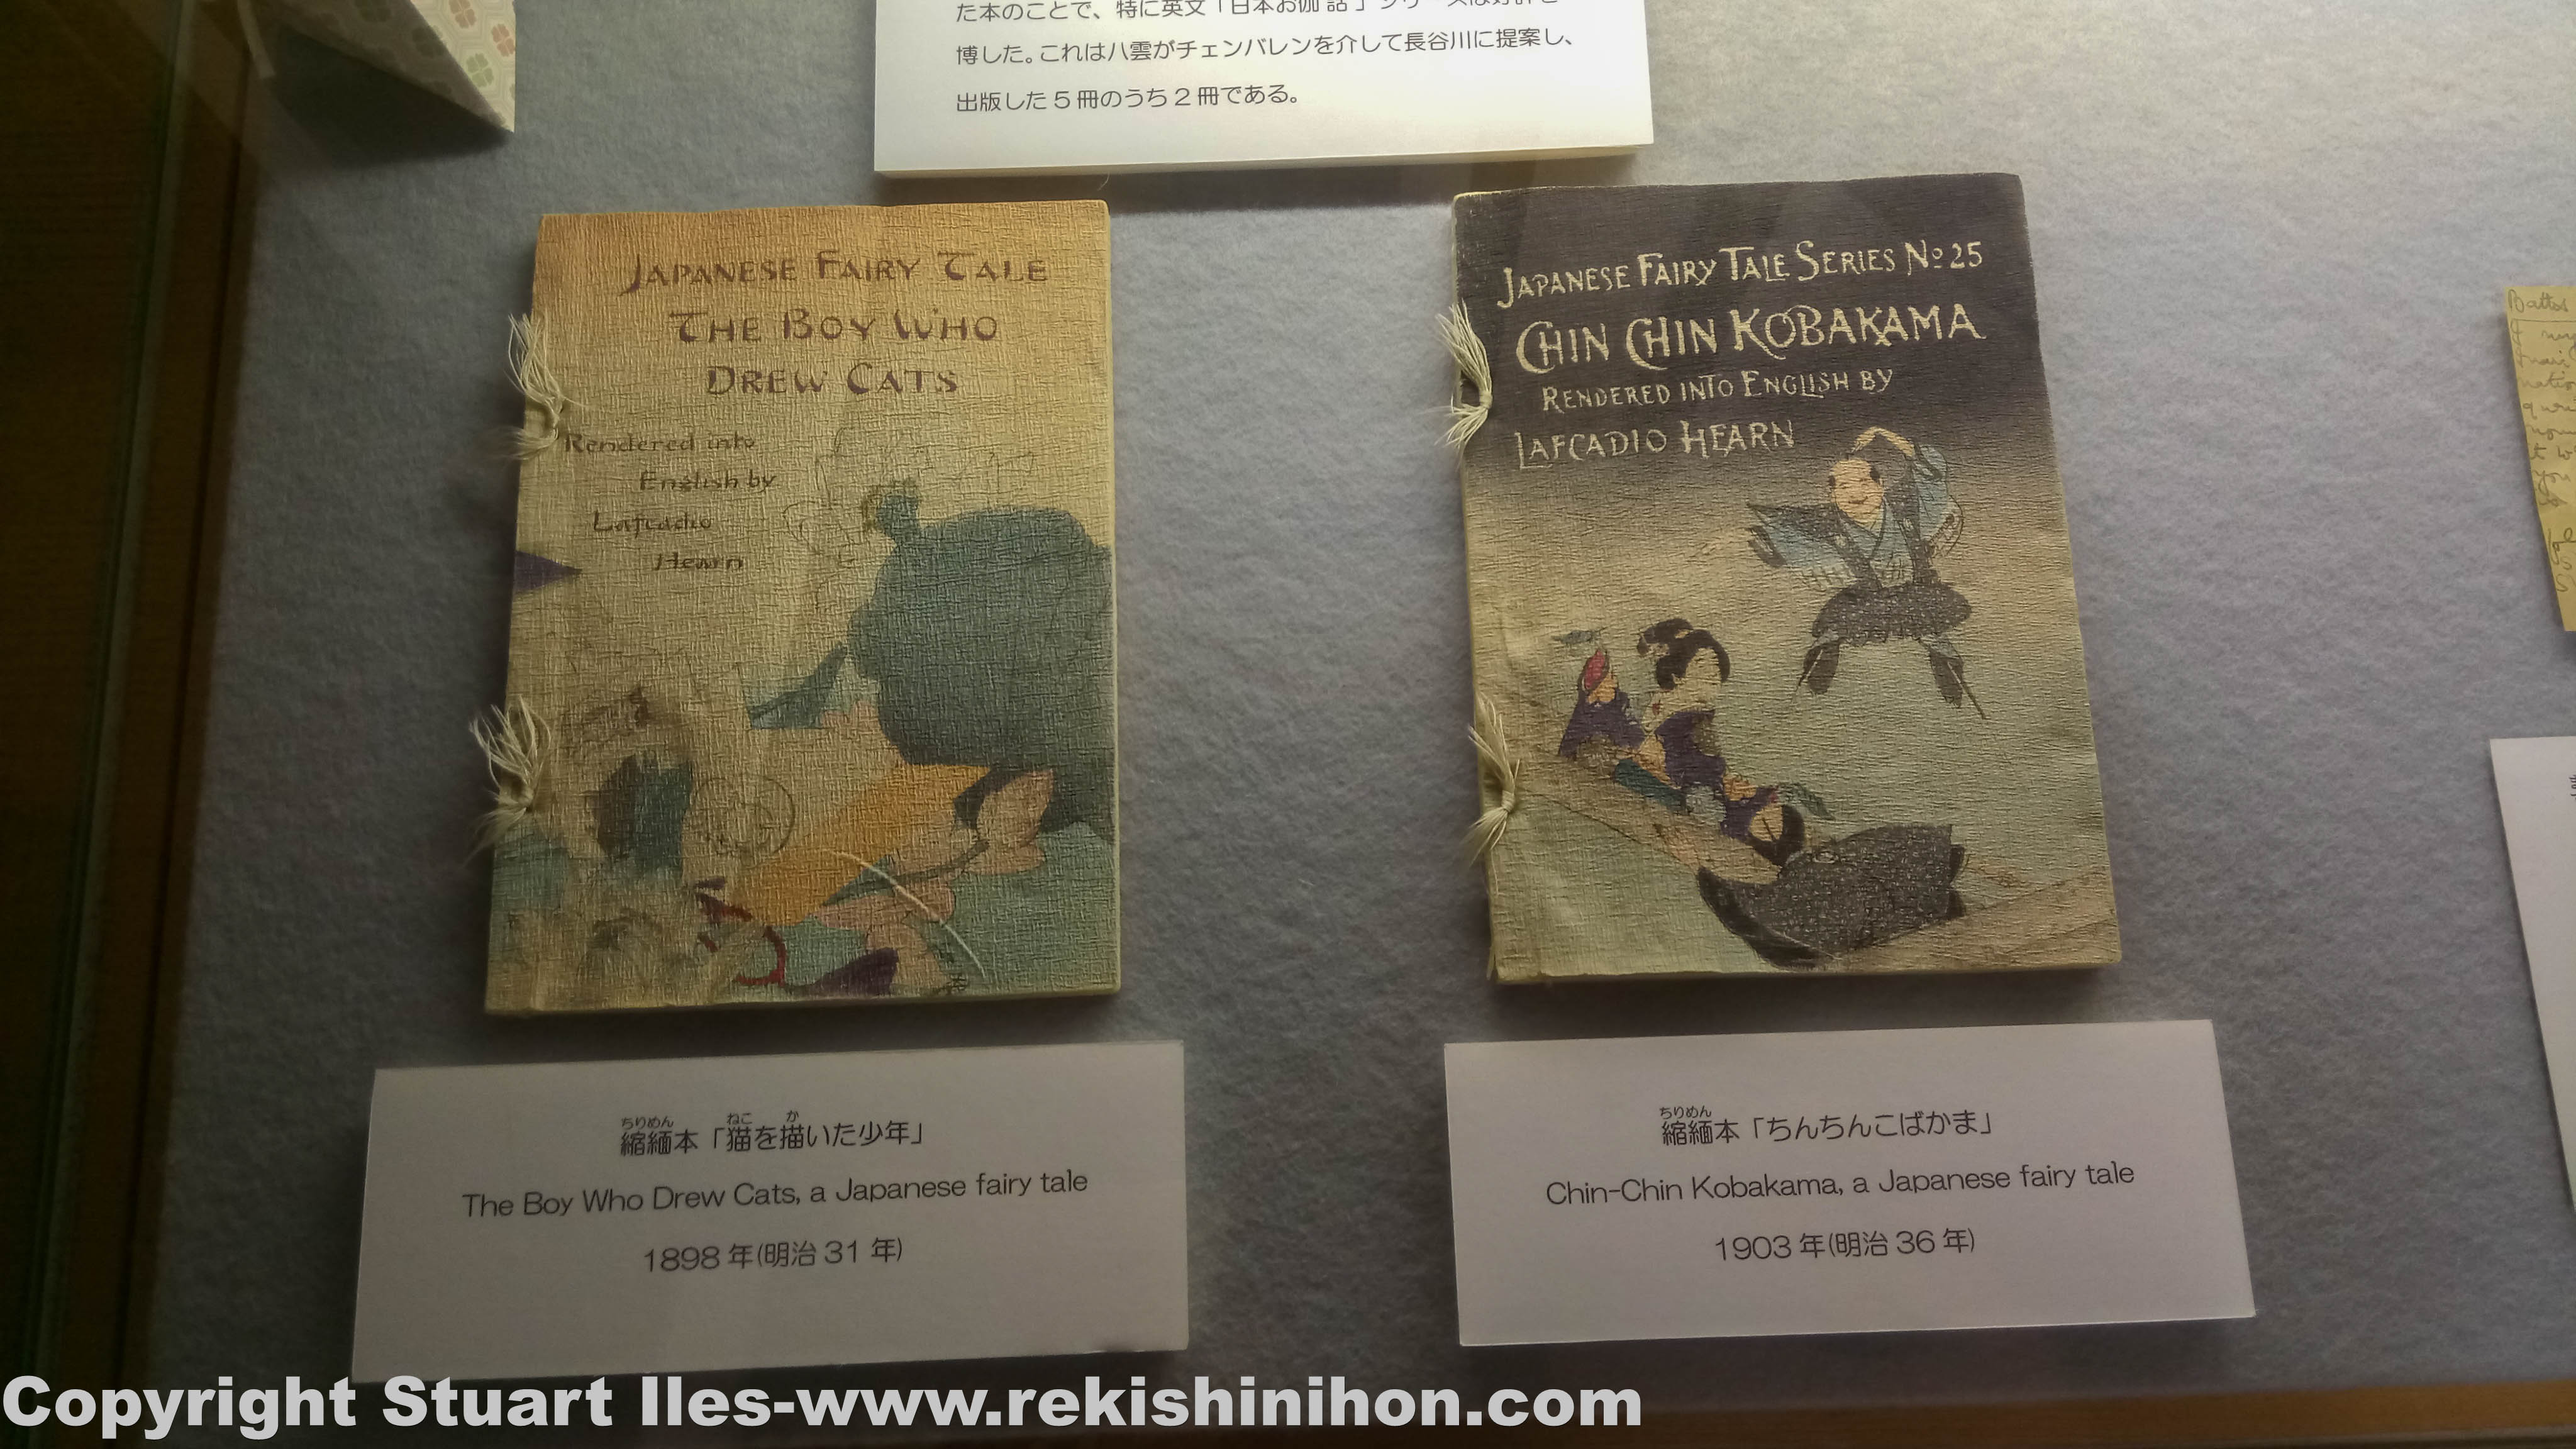 た本のことで、特に英文「日本お伽話」シリーズは好評を
博した。これは八雲がチェンバレンを介して長谷川に提案し、
出版した5冊のうち2冊である。
JAPANESE FAIRY TALE
THE BOY WHO
DREW CATS
Rendered into
English by
Lafcadio
Hearn
JAPANESE FAIRY TALE SERIES No 25
CHIN CHIN KOBAKAMA
RENDERED INTO ENGLISH BY
LAFCADIO HEARN
ちりめん ねこ か
縮緬本「猫を描いた少年」
The Boy Who Drew Cats, a Japanese fairy tale
1898年(明治31年)
ちりめん
縮緬本「ちんちんこばかま」
Chin-Chin Kobakama, a Japanese fairy tale
1903年(明治36年)
Copyright Stuart Iles-www.rekishinihon.com